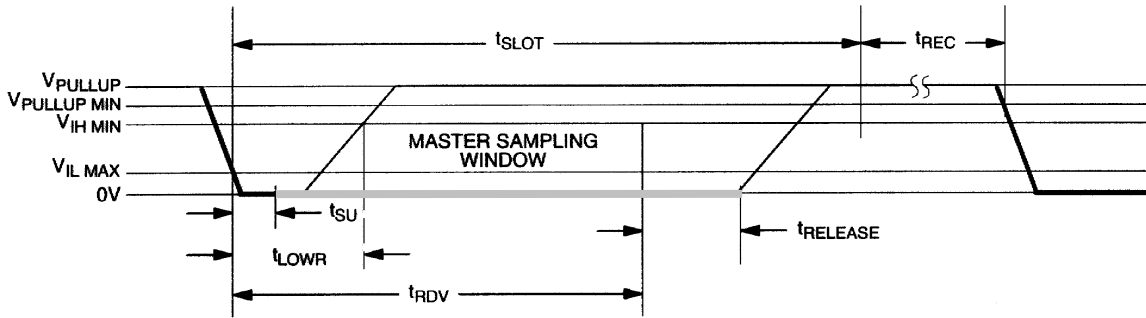 tSLOT
tREC
VPULLUP
VPULLUP MIN
VIH MIN
MASTER SAMPLING
WINDOW
VIL MAX
0V
tSU
tRELEASE
tLOWR
tRDV